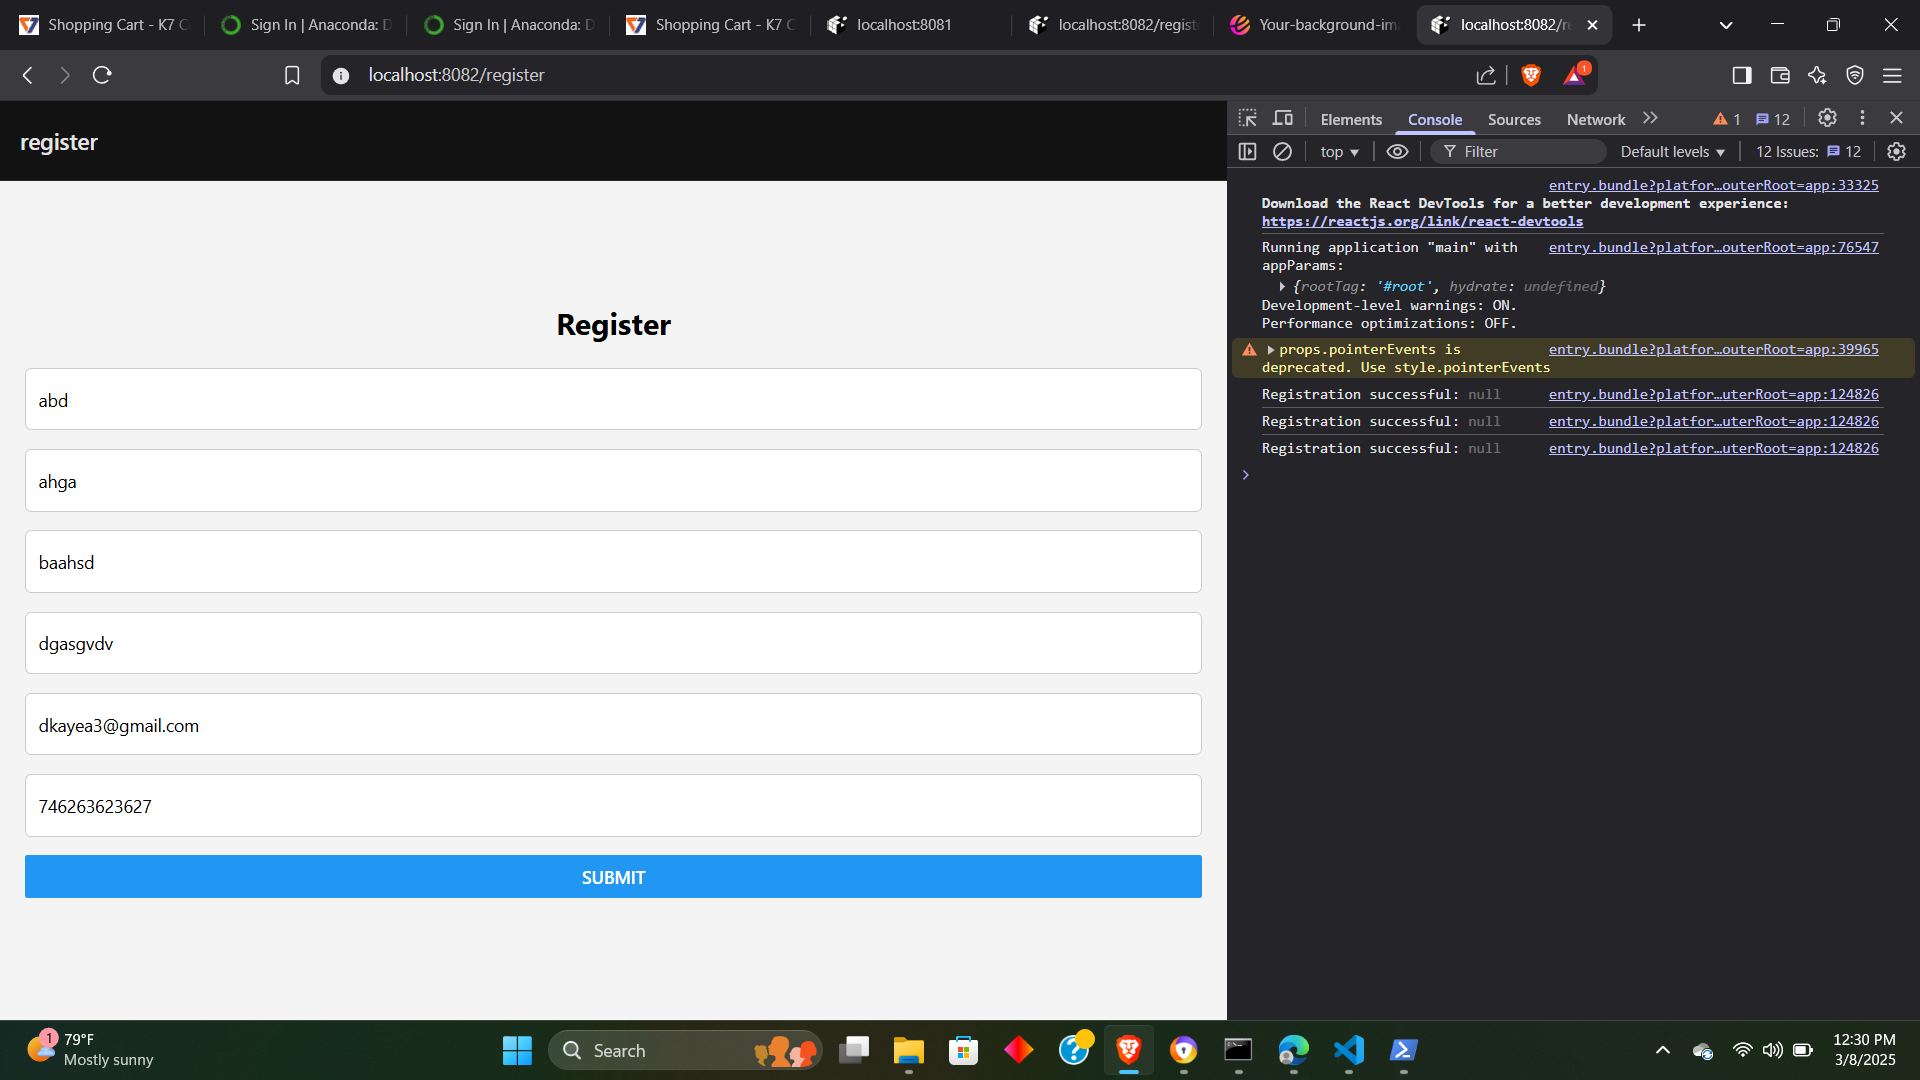 Shopping Cart - K7 C
Sign In | Anaconda: D
Sign In | Anaconda: D
Shopping Cart - K7 C
localhost:8081
localhost:8082/registe
Your-background-im
localhost:8082/re
localhost:8082/register
1
register
Register
abd
ahga
baahsd
dgasgvdv
dkayea3@gmail.com
746263623627
SUBMIT
Elements
Console
Sources
Network
1
12
top
Filter
Default levels
12 Issues:
12
entry.bundle?platfor…outerRoot=app:33325
Download the React DevTools for a better development experience:
https://reactjs.org/link/react-devtools
Running application "main" with entry.bundle?platfor…outerRoot=app:76547
appParams:
{rootTag: '#root', hydrate: undefined}
Development-level warnings: ON.
Performance optimizations: OFF.
props.pointerEvents is entry.bundle?platfor…outerRoot=app:39965
deprecated. Use style.pointerEvents
Registration successful: null entry.bundle?platfor…uterRoot=app:124826
Registration successful: null entry.bundle?platfor…uterRoot=app:124826
Registration successful: null entry.bundle?platfor…uterRoot=app:124826
1
79°F
Mostly sunny
Search
12:30 PM
3/8/2025